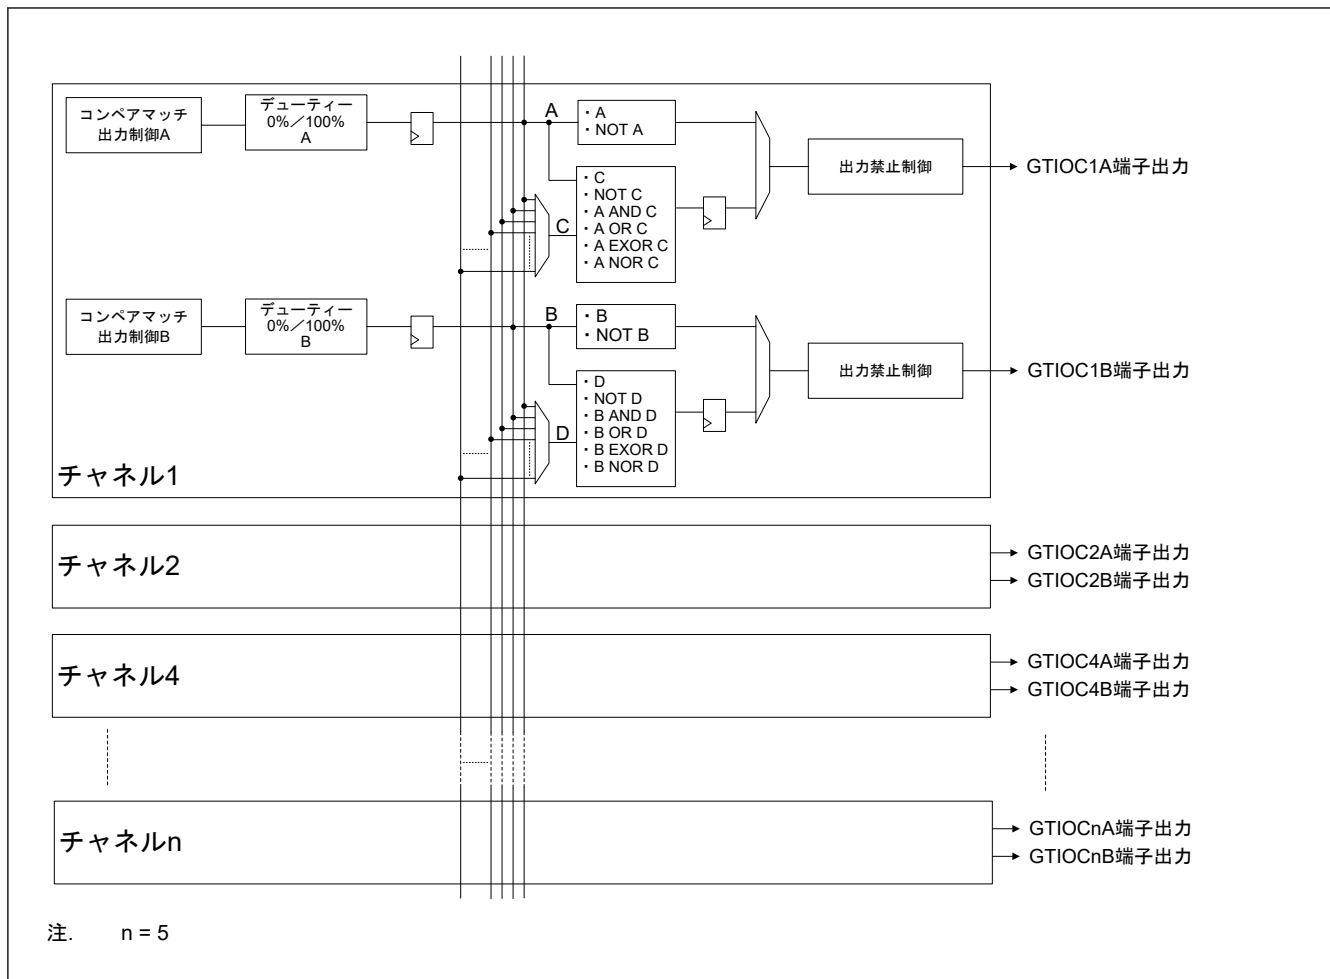 コンペアマッチ
出力制御A
デューティー
0%／100%
A
A
・A
・NOT A
出力禁止制御
GTIOC1A端子出力
・C
・NOT C
・A AND C
・A OR C
・A EXOR C
・A NOR C
C
コンペアマッチ
出力制御B
デューティー
0%／100%
B
B
・B
・NOT B
出力禁止制御
GTIOC1B端子出力
・D
・NOT D
・B AND D
・B OR D
・B EXOR D
・B NOR D
D
チャネル1
チャネル2
GTIOC2A端子出力
GTIOC2B端子出力
チャネル4
GTIOC4A端子出力
GTIOC4B端子出力
チャネルn
GTIOCnA端子出力
GTIOCnB端子出力
注. n = 5